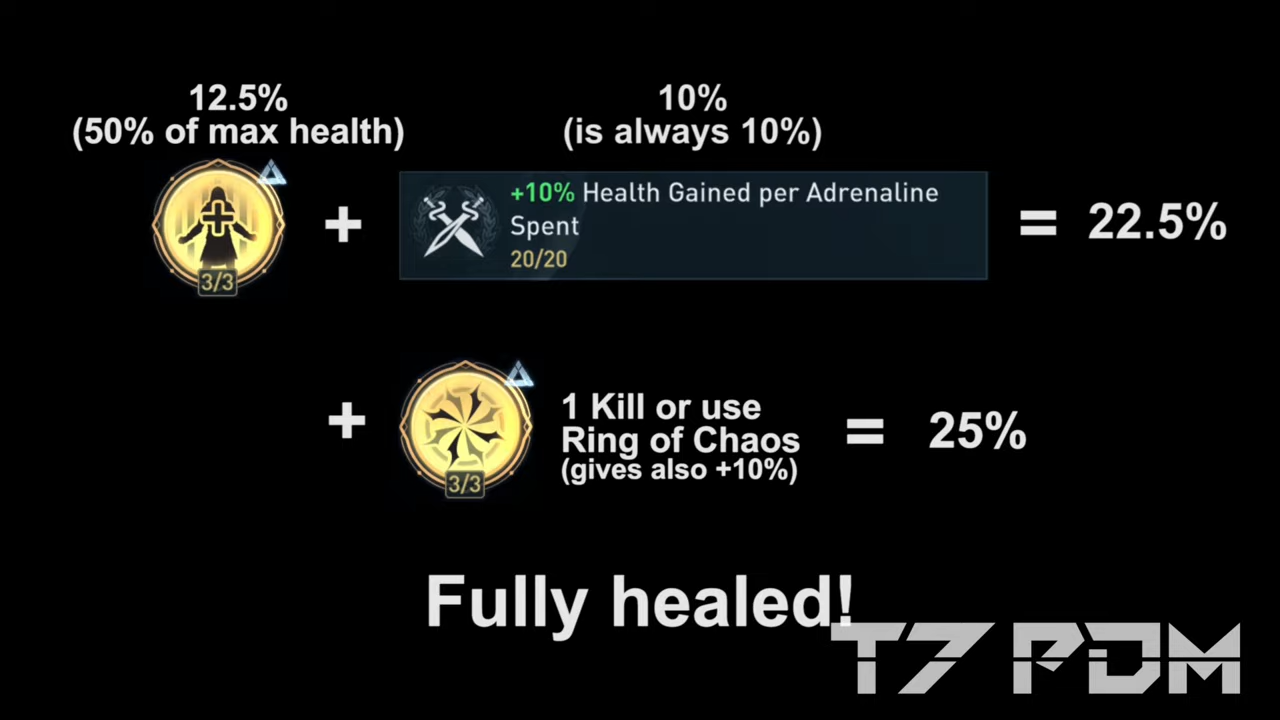 12.5%
(50% of max health)
10%
(is always 10%)
3/3
+
+10% Health Gained per Adrenaline
Spent
20/20
= 22.5%
+
3/3
1 Kill or use
Ring of Chaos
(gives also +10%)
= 25%
Fully healed!
T7 PDM